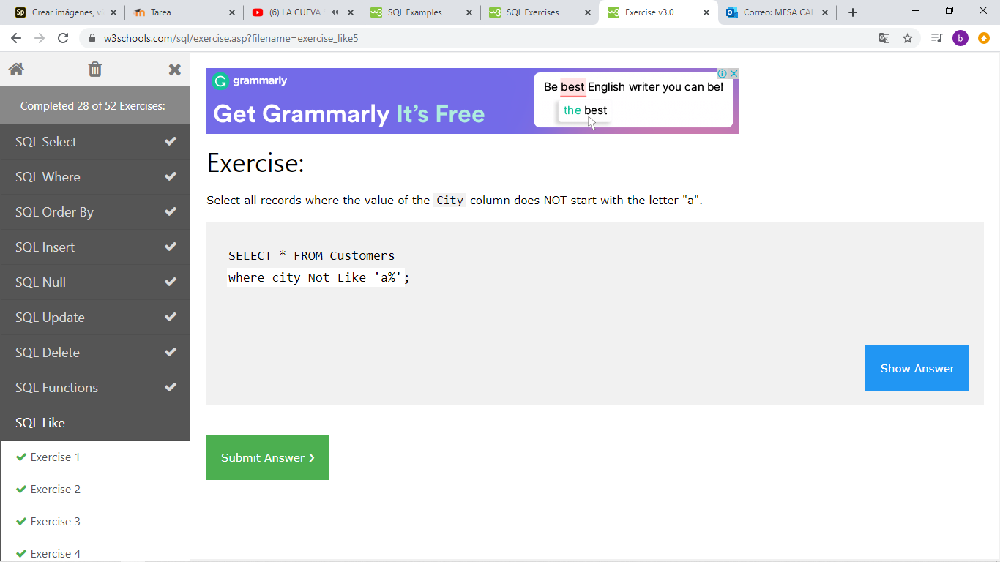 Sp Crear imágenes, ví
Tarea
(6) LA CUEVA
SQL Examples
SQL Exercises
Exercise v3.0
Correo: MESA CAL
w3schools.com/sql/exercise.asp?filename=exercise_like5
b
Completed 28 of 52 Exercises:
SQL Select
SQL Where
SQL Order By
SQL Insert
SQL Null
SQL Update
SQL Delete
SQL Functions
SQL Like
Exercise 1
Exercise 2
Exercise 3
Exercise 4
grammarly
Get Grammarly It's Free
Be best English writer you can be!
the best
Exercise:
Select all records where the value of the City column does NOT start with the letter "a".
SELECT * FROM Customers
where city Not Like 'a%';
Show Answer
Submit Answer ❯